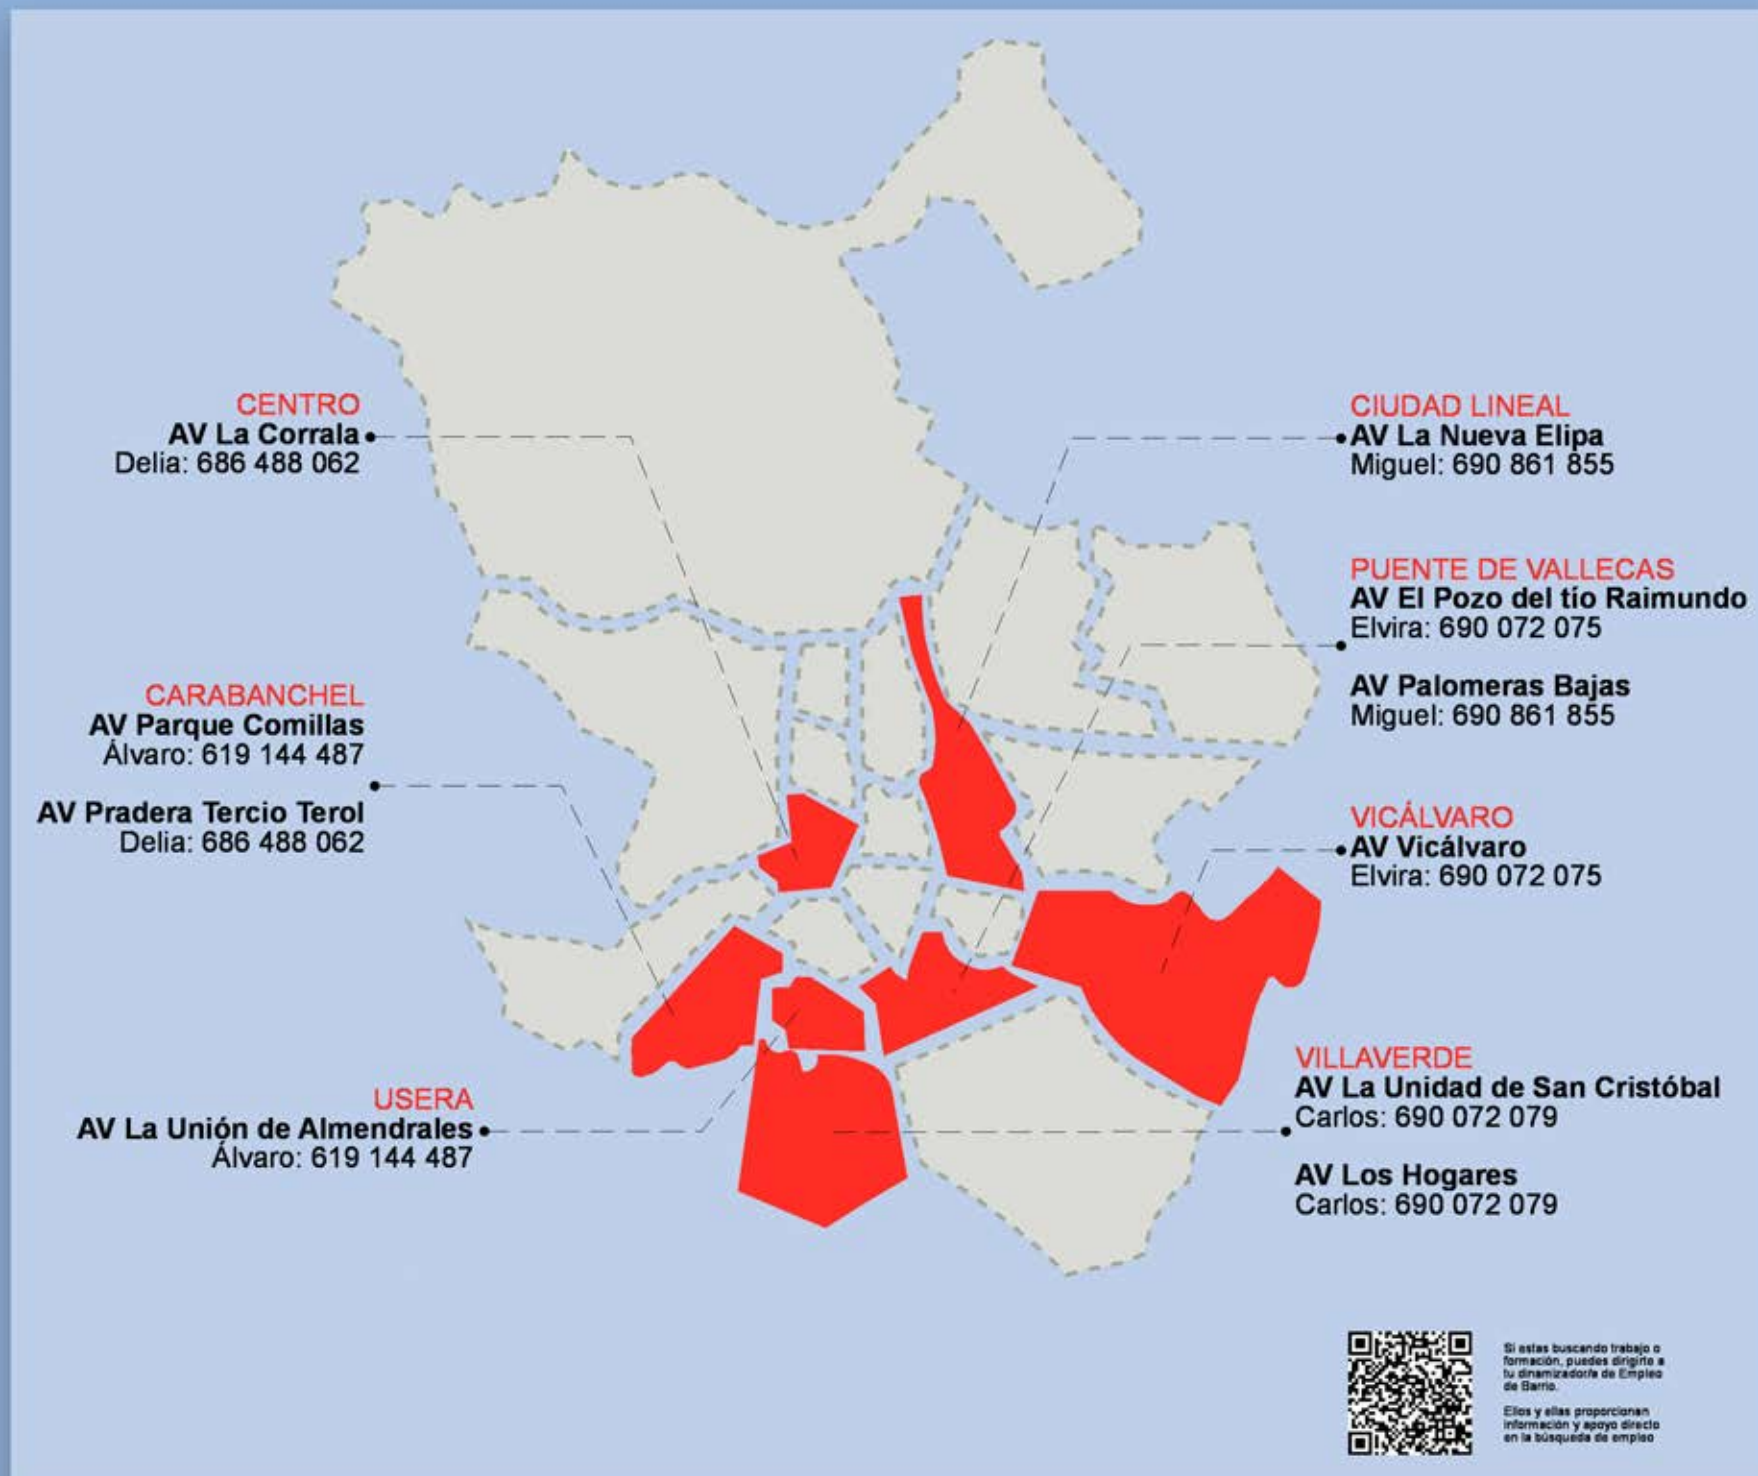 CENTRO
AV La Corrala
Delia: 686 488 062
CARABANCHEL
AV Parque Comillas
Álvaro: 619 144 487
AV Pradera Tercio Terol
Delia: 686 488 062
USERA
AV La Unión de Almendrales
Álvaro: 619 144 487
CIUDAD LINEAL
AV La Nueva Elipa
Miguel: 690 861 855
PUENTE DE VALLECAS
AV El Pozo del tío Raimundo
Elvira: 690 072 075
AV Palomeras Bajas
Miguel: 690 861 855
VICÁLVARO
AV Vicálvaro
Elvira: 690 072 075
VILLAVERDE
AV La Unidad de San Cristóbal
Carlos: 690 072 079
AV Los Hogares
Carlos: 690 072 079
Si estas buscando trabajo o
formación, puedes dirigirte a
tu dinamizador/a de Empleo
de Barrio.
Ellos y ellas proporcionan
información y apoyo directo
en la búsqueda de empleo